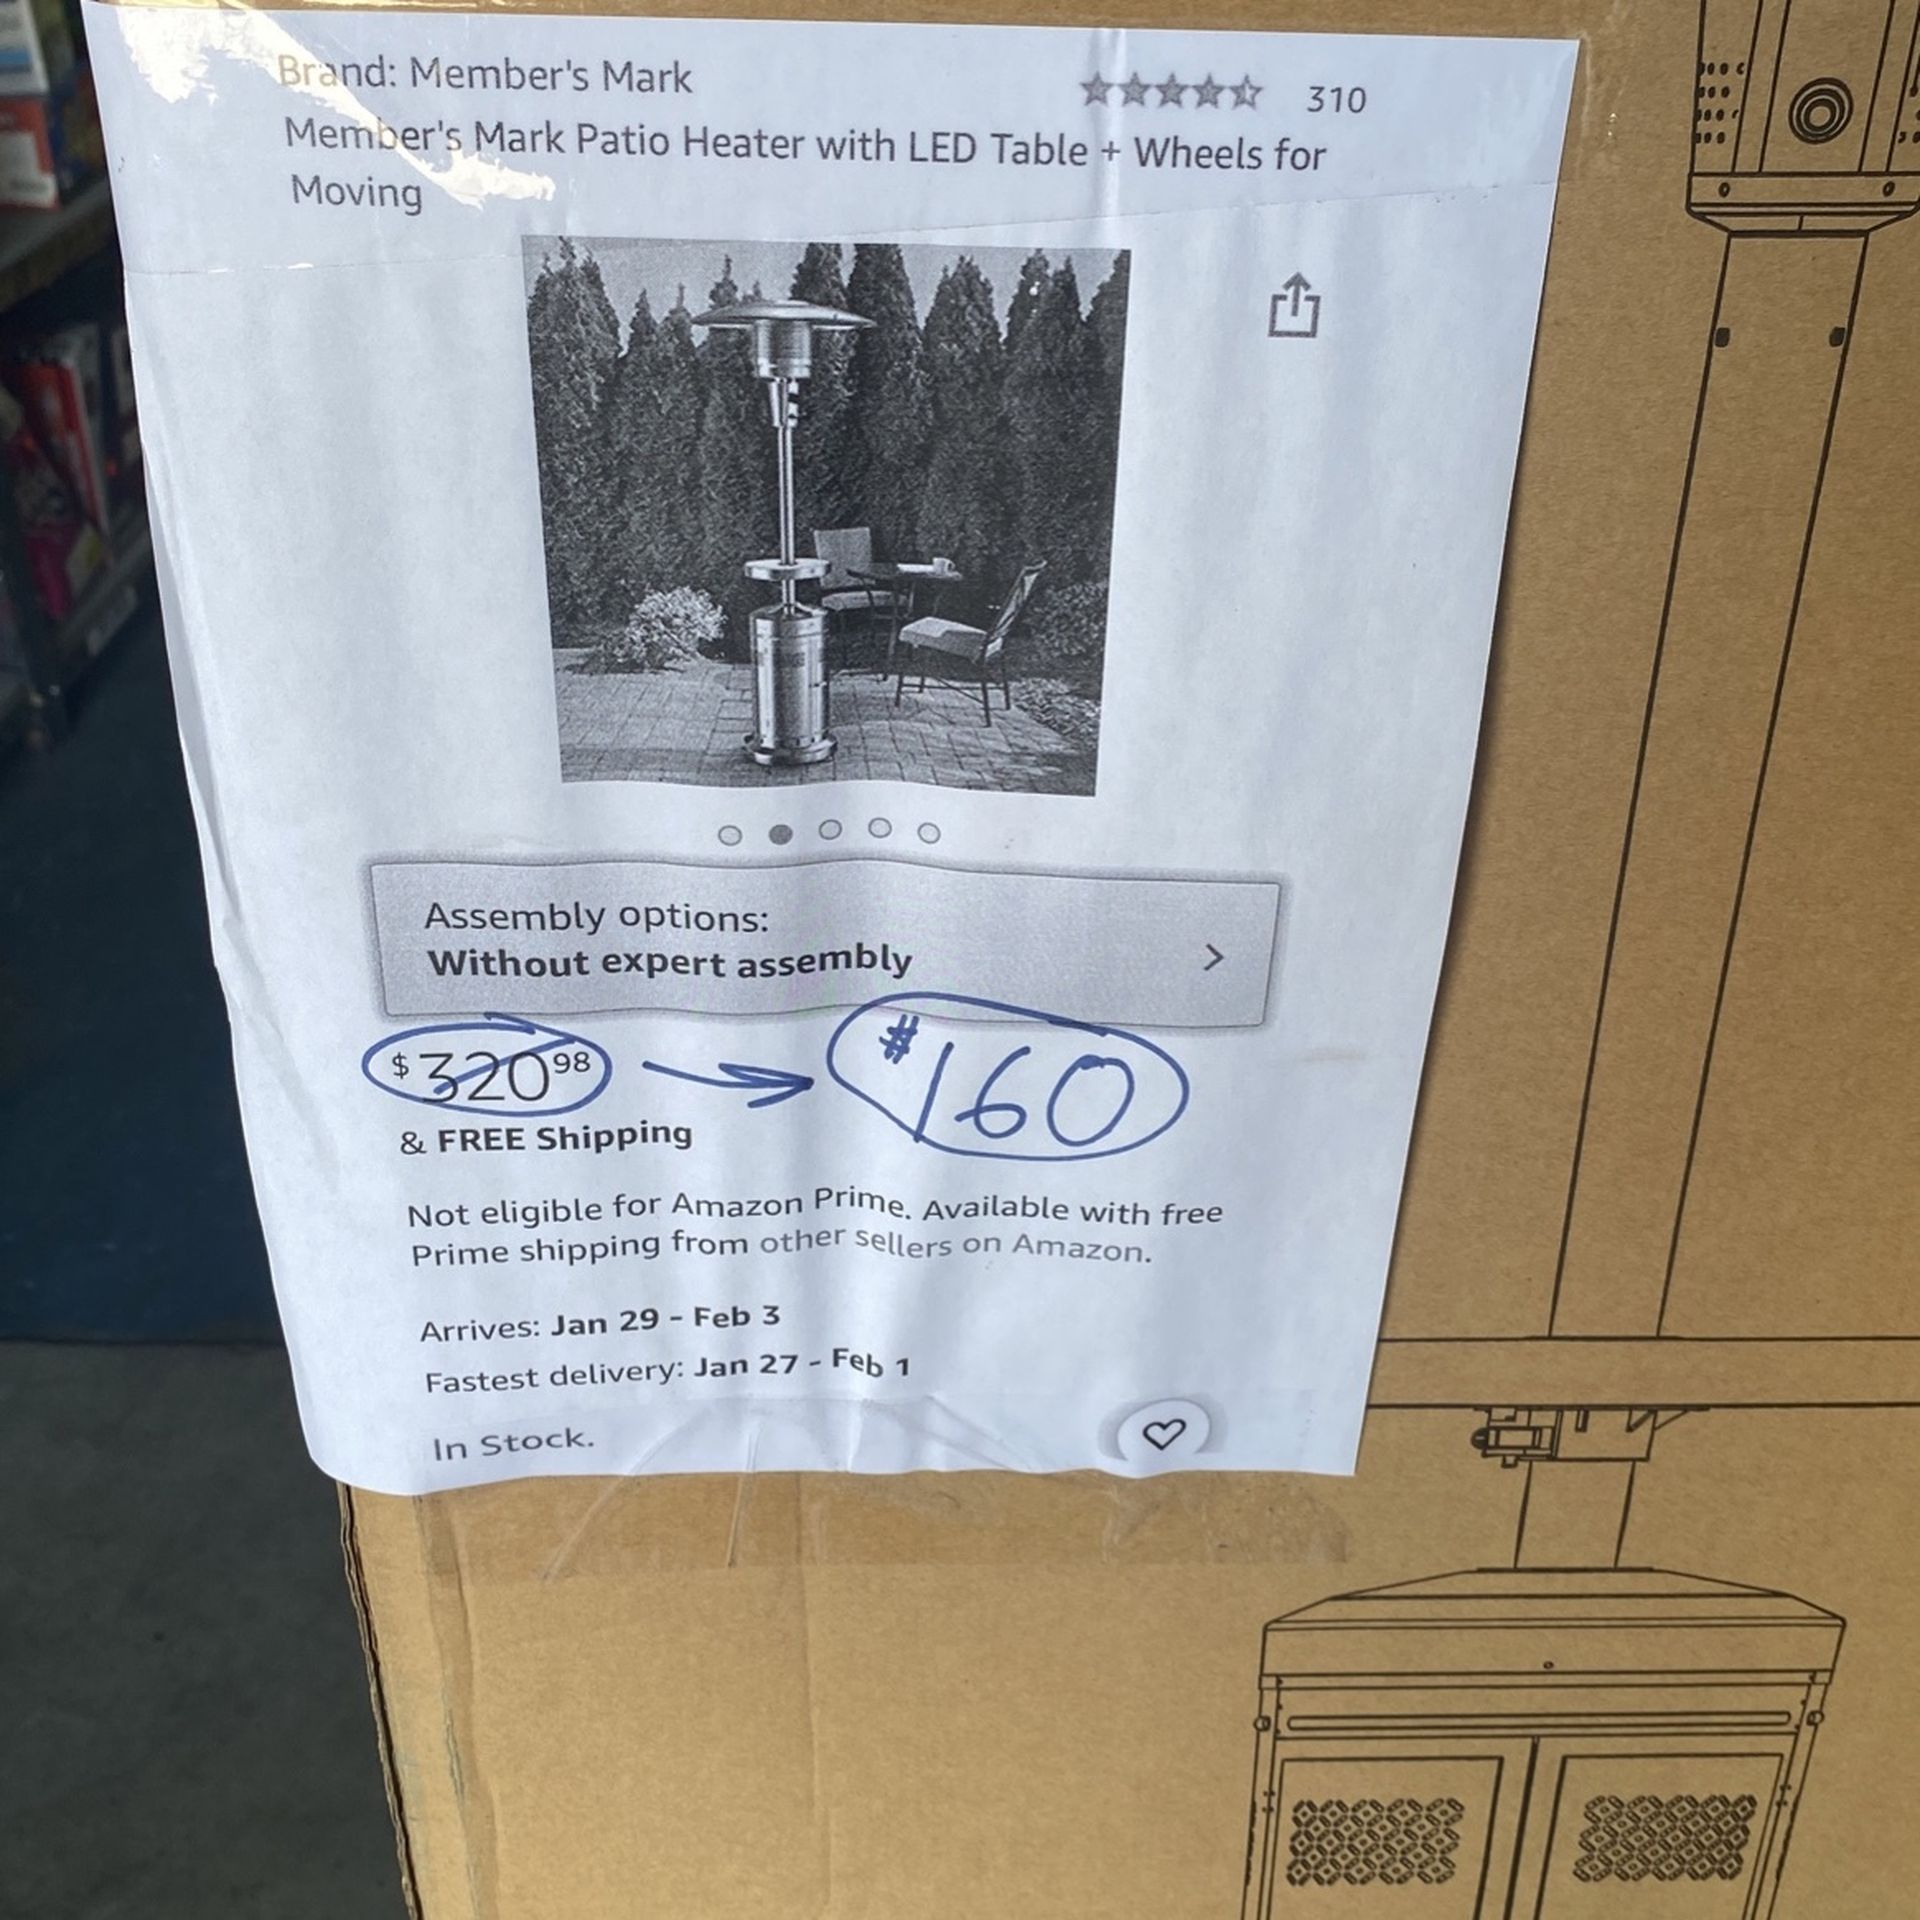 Brand: Member's Mark
310
Member's Mark Patio Heater with LED Table + Wheels for
Moving
Assembly options:
Without expert assembly
$320.98
$160
& FREE Shipping
Not eligible for Amazon Prime. Available with free
Prime shipping from other sellers on Amazon.
Arrives: Jan 29 - Feb 3
Fastest delivery: Jan 27 - Feb 1
In Stock.